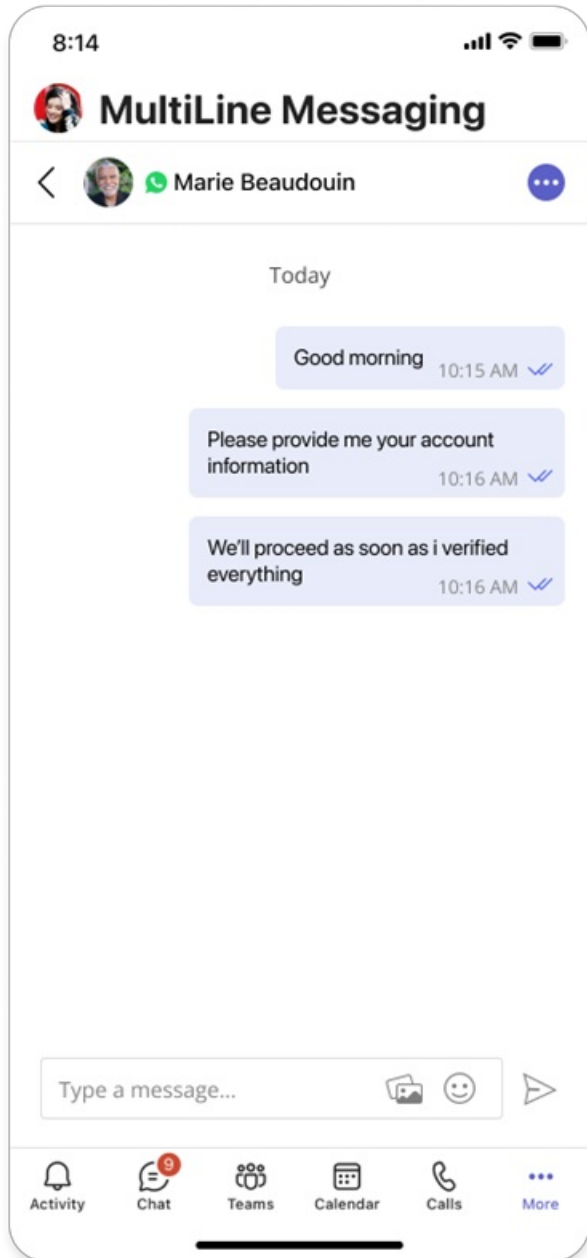 8:14
MultiLine Messaging
Marie Beaudouin
Today
Good morning
10:15 AM
Please provide me your account
information
10:16 AM
We'll proceed as soon as i verified
everything
10:16 AM
Type a message...
9
Activity
Chat
Teams
Calendar
Calls
More